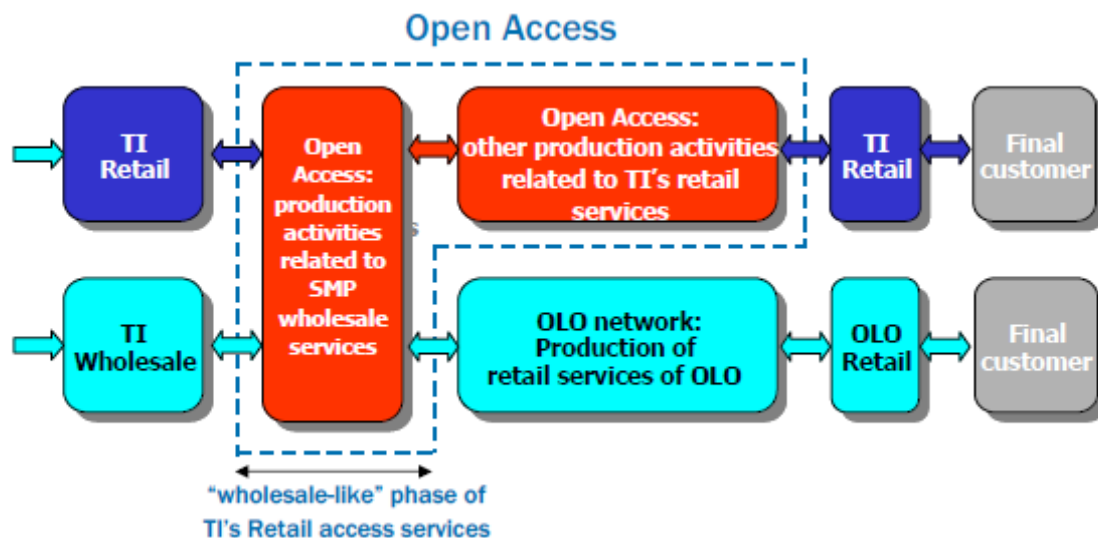 Open Access
TI
Retail
Open
Access:
production
activities
related to
SMP
wholesale
services
Open Access:
other production activities
related to TI's retail
services
TI
Retail
Final
customer
s
TI
Wholesale
OLO network:
Production of
retail services of OLO
OLO
Retail
Final
customer
“wholesale-like” phase of
TI's Retail access services